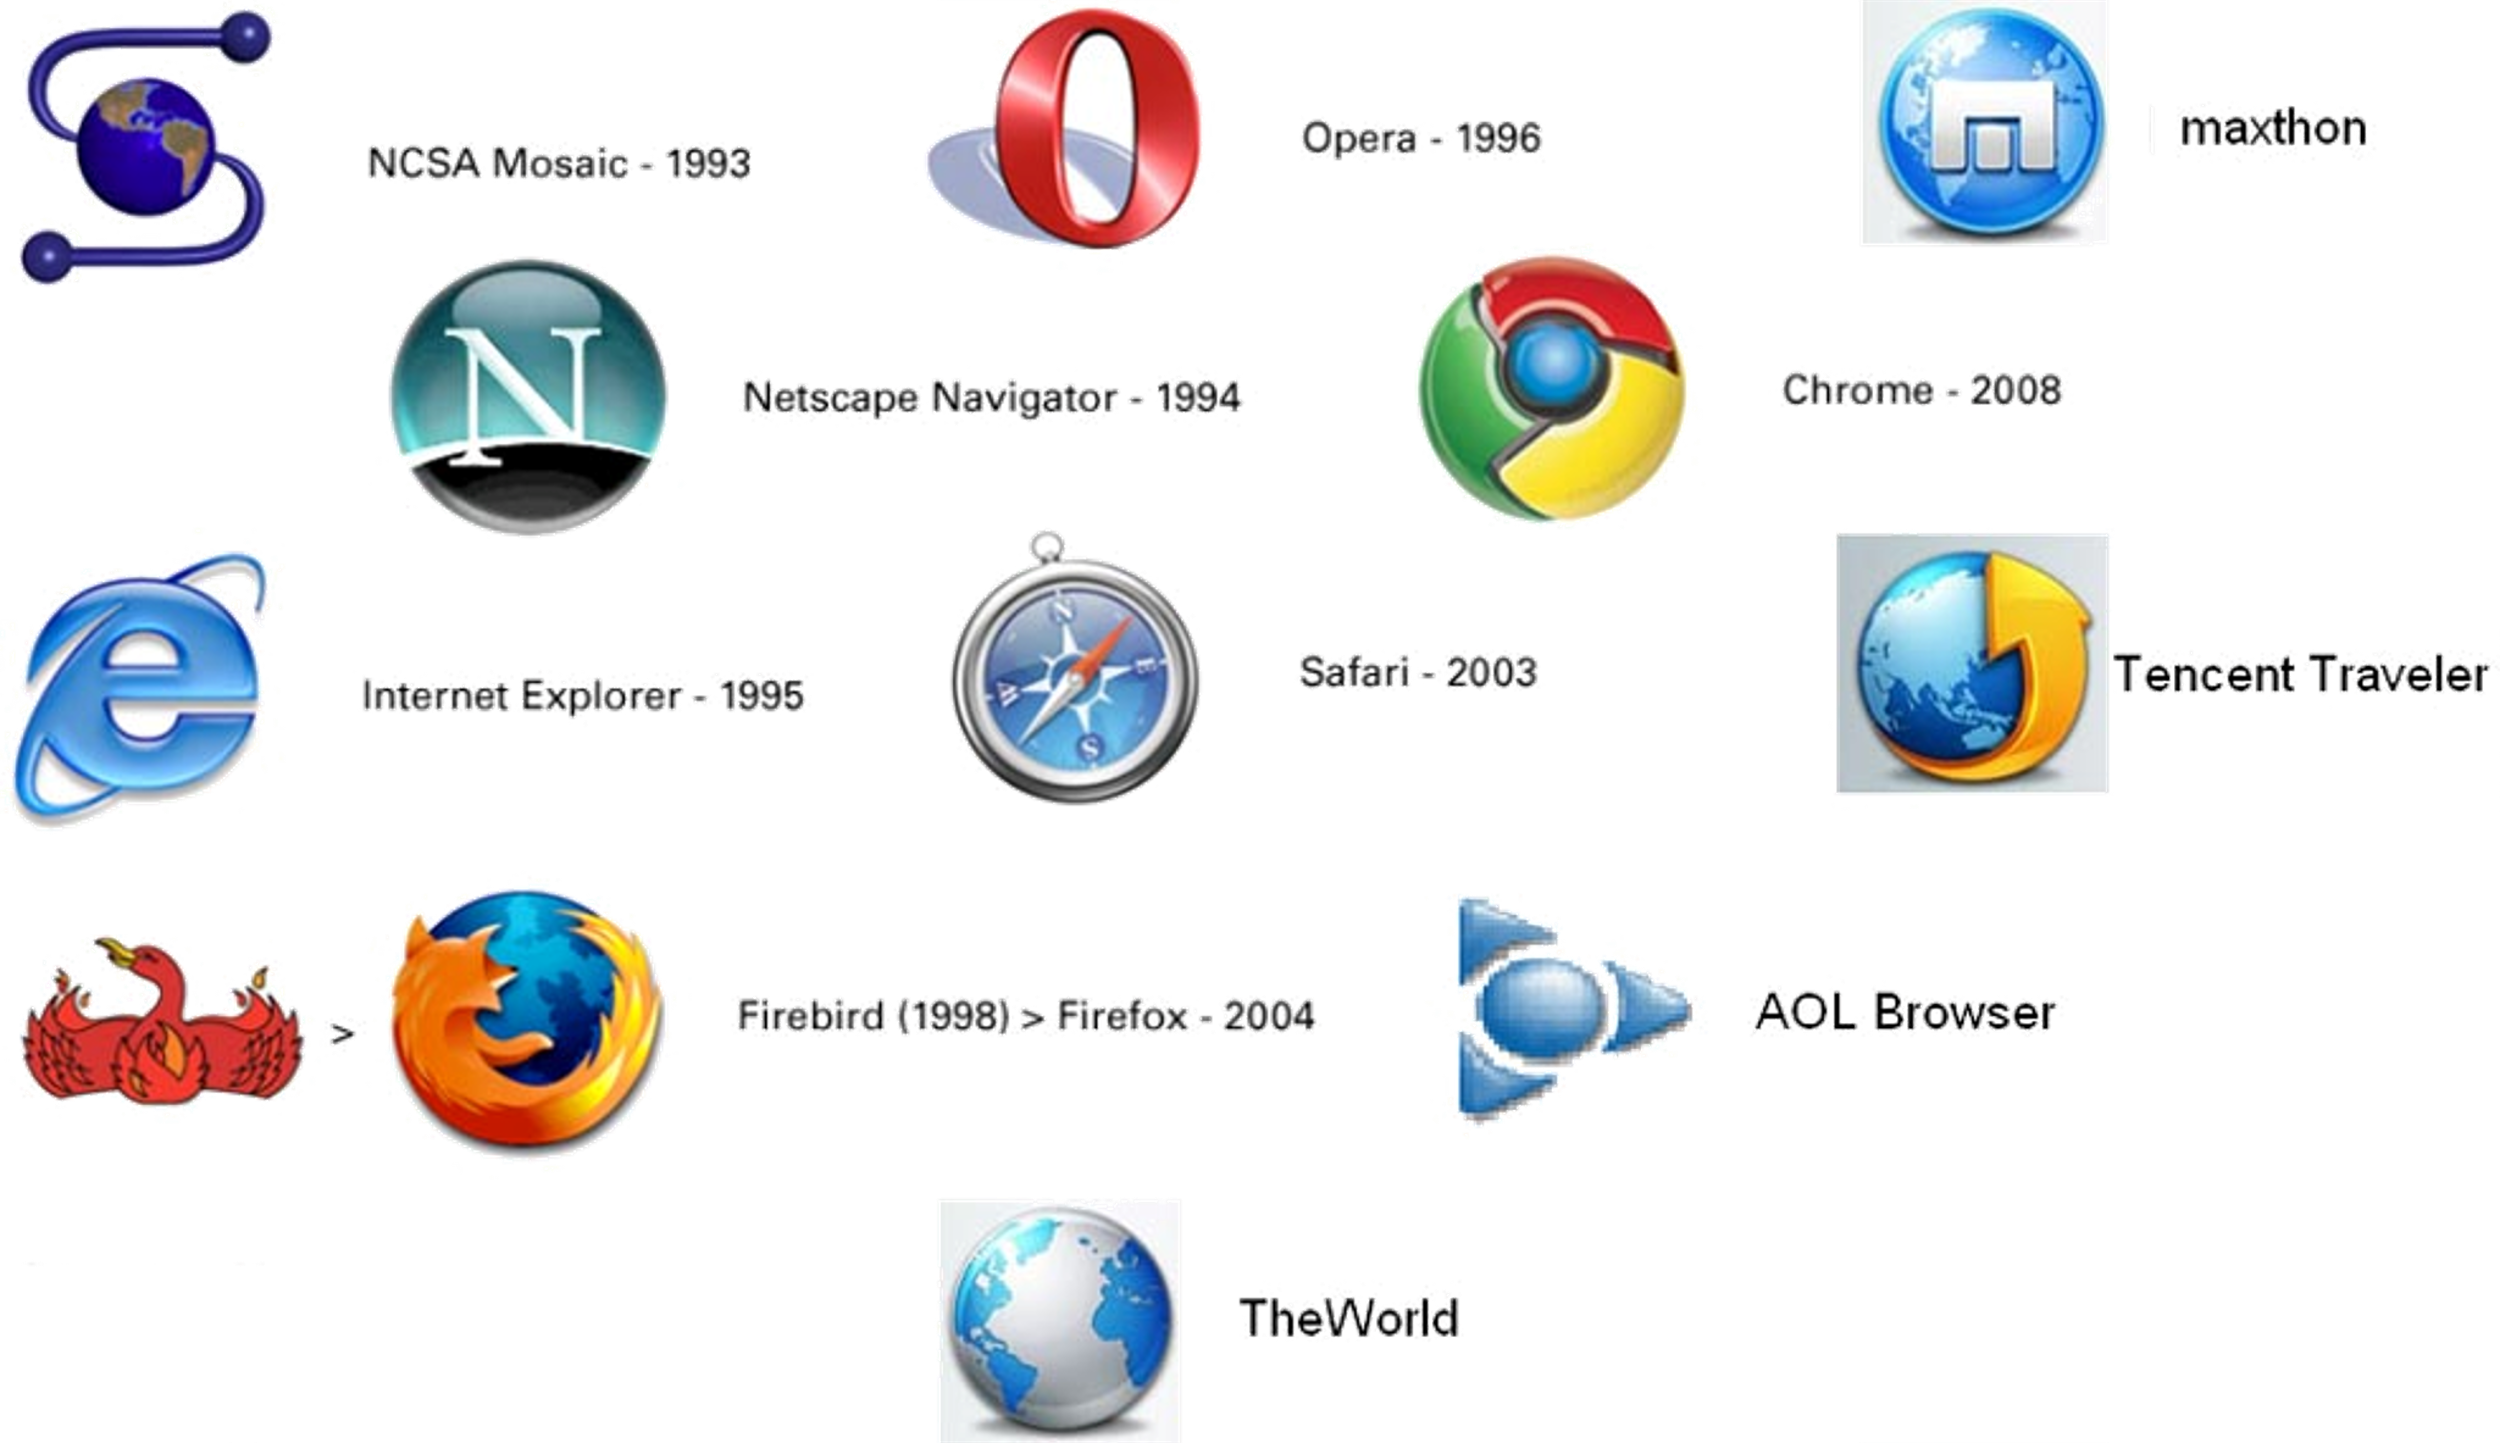 NCSA Mosaic - 1993
Opera - 1996
maxthon
Netscape Navigator - 1994
Chrome - 2008
Internet Explorer - 1995
Safari - 2003
Tencent Traveler
>
Firebird (1998) > Firefox - 2004
AOL Browser
TheWorld
N
N
E
S
W
e
O
m